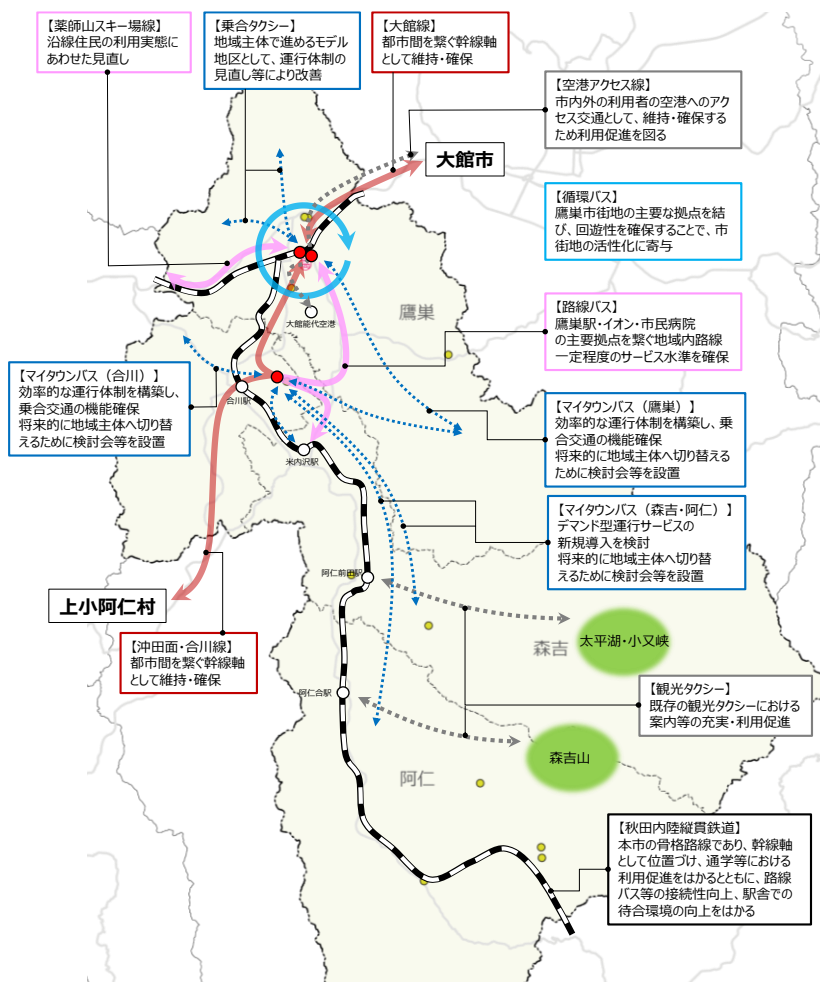 【薬師山スキー場線】
沿線住民の利用実態に
あわせた見直し
【乗合タクシー】
地域主体で進めるモデル
地区として、運行体制の
見直し等により改善
【大館線】
都市間を繋ぐ幹線軸
として維持・確保
【空港アクセス線】
市内外の利用者の空港へのアク
セス交通として、維持・確保する
ため利用促進を図る
大館市
【循環バス】
鷹巣市街地の主要な拠点を結
び、回遊性を確保することで、市
街地の活性化に寄与
大館能代空港
鷹巣
【路線バス】
鷹巣駅・イオン・市民病院
の主要拠点を繋ぐ地域内路線
一定程度のサービス水準を確保
【マイタウンバス（合川）】
効率的な運行体制を構築し、
乗合交通の機能確保
将来的に地域主体へ切り替
えるために検討会等を設置
合川駅
【マイタウンバス（鷹巣）】
効率的な運行体制を構築し、乗
合交通の機能確保
将来的に地域主体へ切り替える
ために検討会等を設置
米内沢駅
【マイタウンバス（森吉・阿仁）】
デマンド型運行サービスの
新規導入を検討
将来的に地域主体へ切り替
えるために検討会等を設置
阿仁前田駅
上小阿仁村
【沖田面・合川線】
都市間を繋ぐ幹線軸
として維持・確保
森吉
太平湖・小又峡
阿仁合駅
【観光タクシー】
既存の観光タクシーにおける
案内等の充実・利用促進
森吉山
阿仁
【秋田内陸縦貫鉄道】
本市の骨格路線であり、幹線軸
として位置づけ、通学等における
利用促進をはかるとともに、路線
バス等の接続性向上、駅舎での
待合環境の向上をはかる